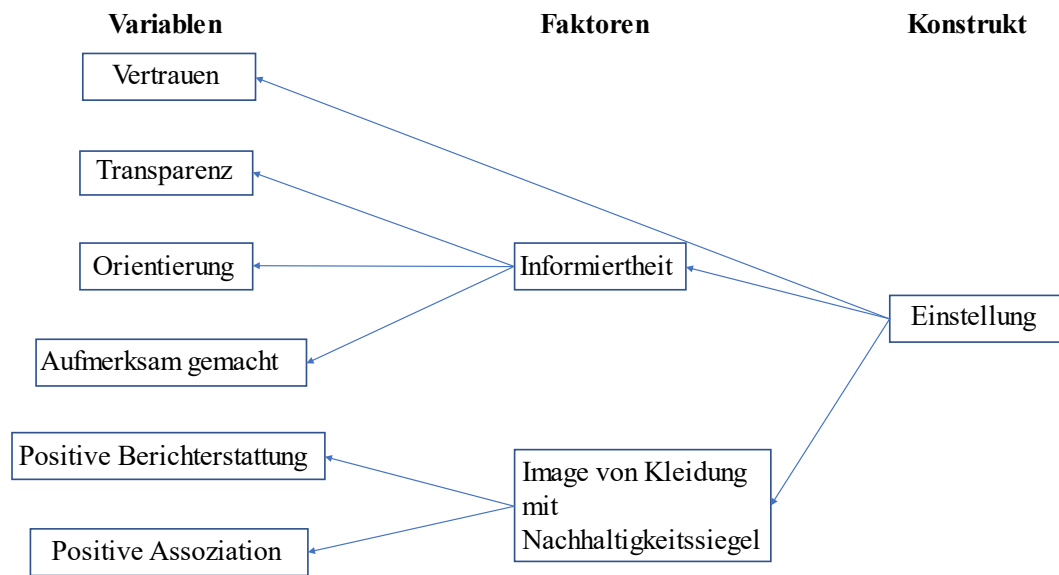 Variablen
Faktoren
Konstrukt
Vertrauen
Transparenz
Orientierung
Informiertheit
Einstellung
Aufmerksam gemacht
Positive Berichterstattung
Image von Kleidung
mit
Nachhaltigkeitssiegel
Positive Assoziation